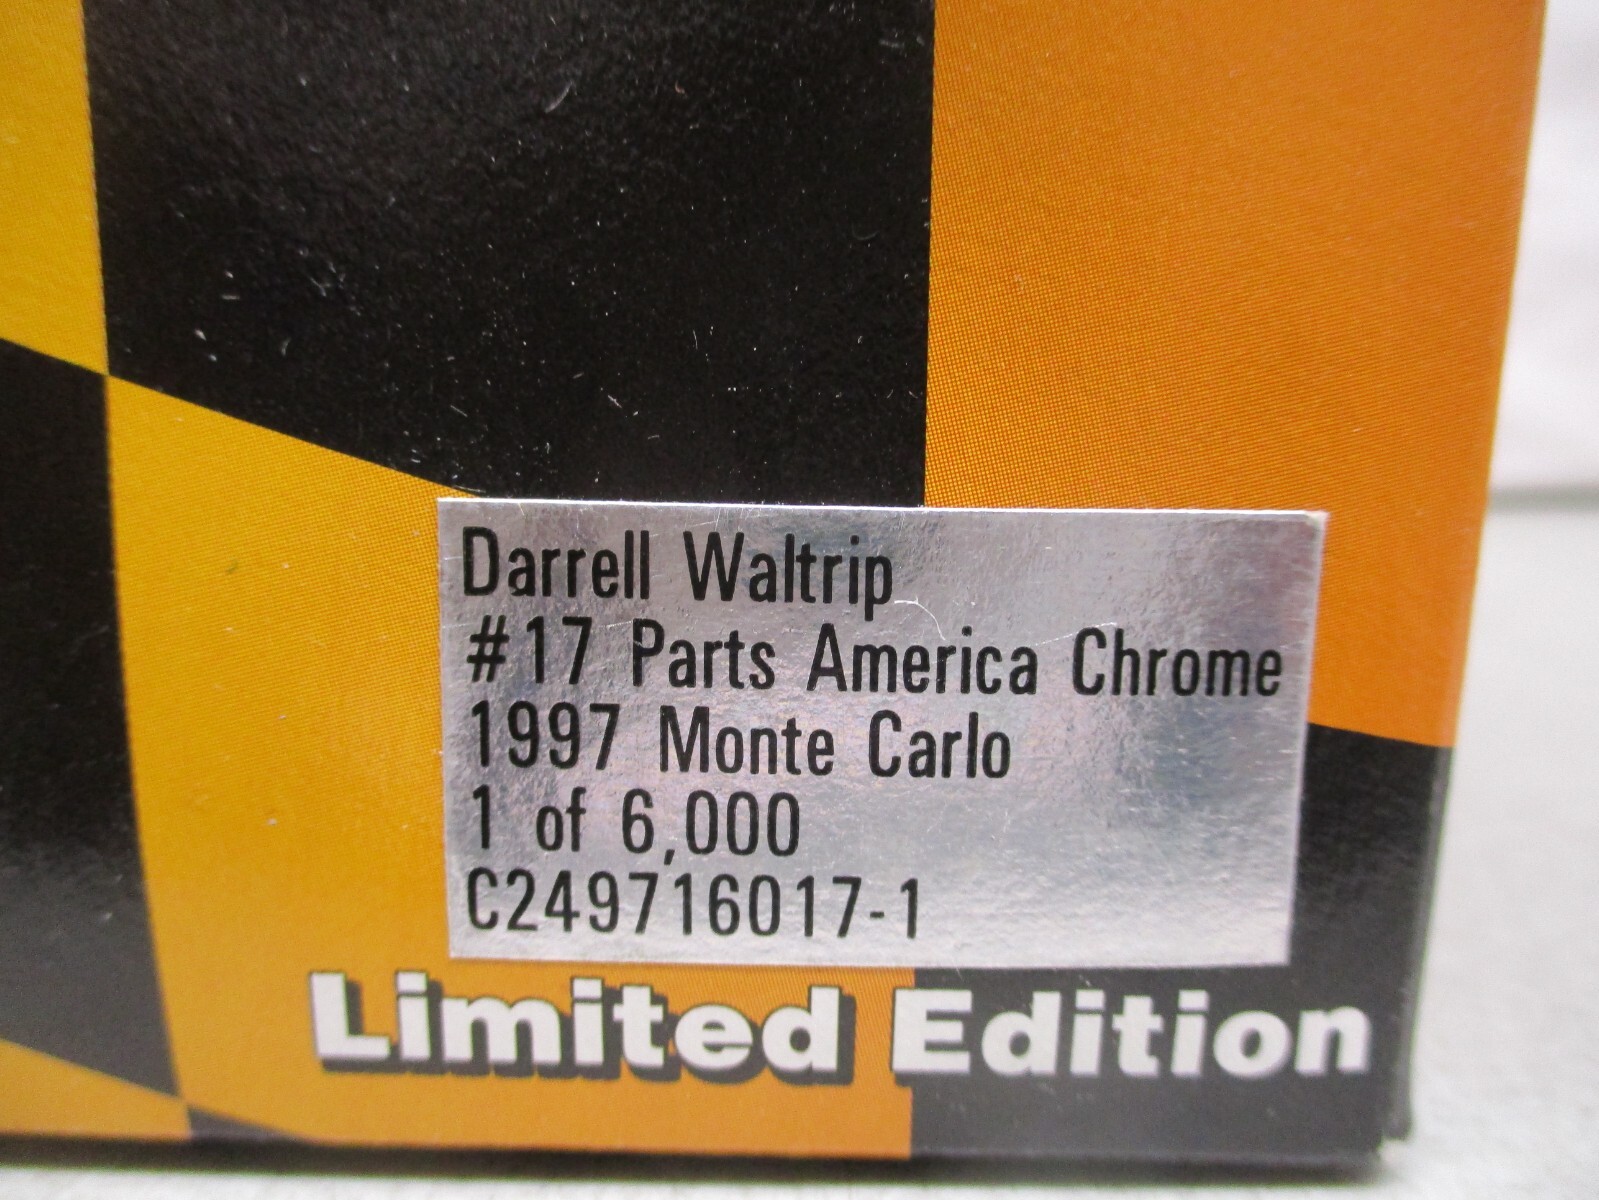 Darrell Waltrip
#17 Parts America Chrome
1997 Monte Carlo
1 of 6,000
C249716017-1
Limited Edition